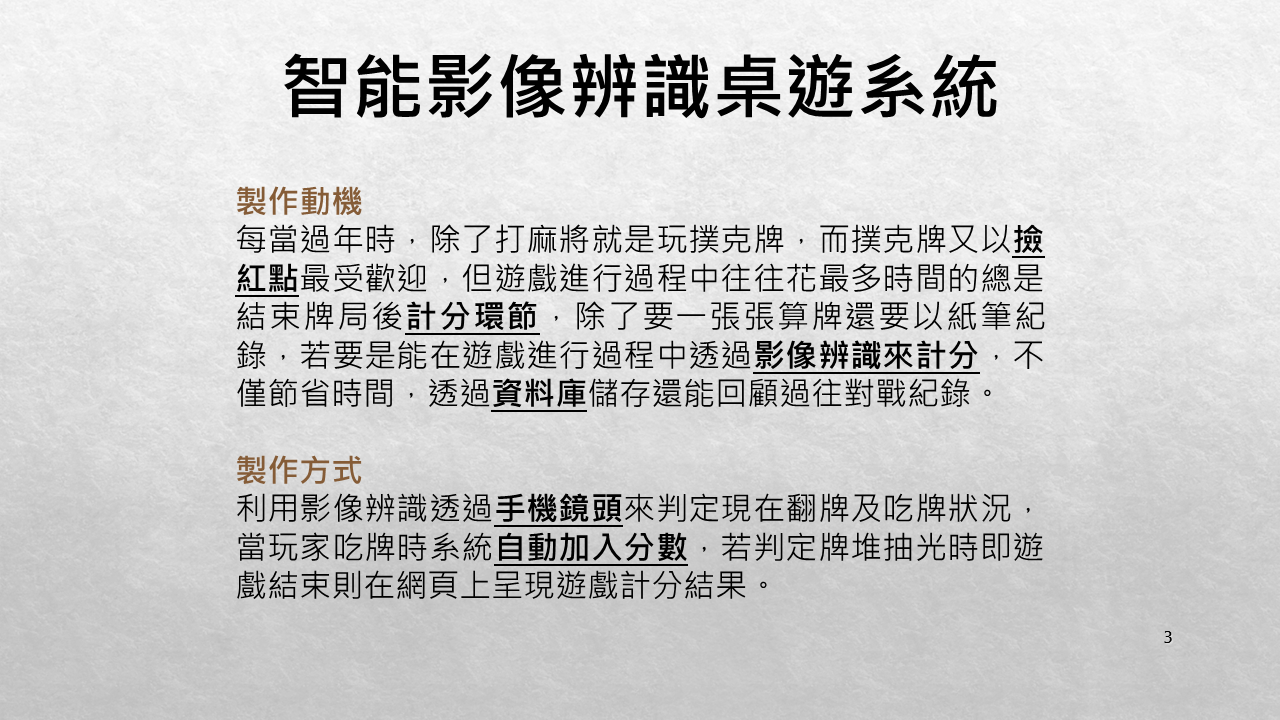 智能影像辨識桌遊系統
製作動機
每當過年時，除了打麻將就是玩撲克牌，而撲克牌又以撿
紅點最受歡迎，但遊戲進行過程中往往花最多時間的總是
結束牌局後計分環節，除了要一張張算牌還要以紙筆紀
錄，若要是能在遊戲進行過程中透過影像辨識來計分，不
僅節省時間，透過資料庫儲存還能回顧過往對戰紀錄。
製作方式
利用影像辨識透過手機鏡頭來判定現在翻牌及吃牌狀況，
當玩家吃牌時系統自動加入分數，若判定牌堆抽光時即遊
戲結束則在網頁上呈現遊戲計分結果。
3